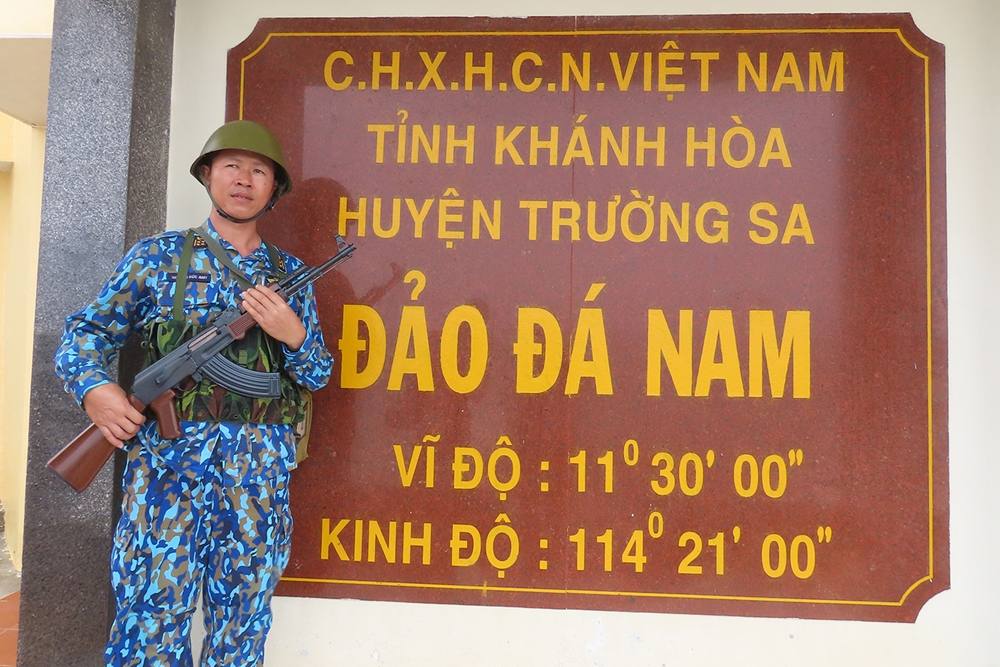 C.H.X.H.C.N.VIỆT NAM
TỈNH KHÁNH HÒA
HUYỆN TRƯỜNG SA
ĐẢO ĐÁ NAM
VĨ ĐỘ : 11⁰ 30' 00"
KINH ĐỘ : 114⁰ 21' 00"